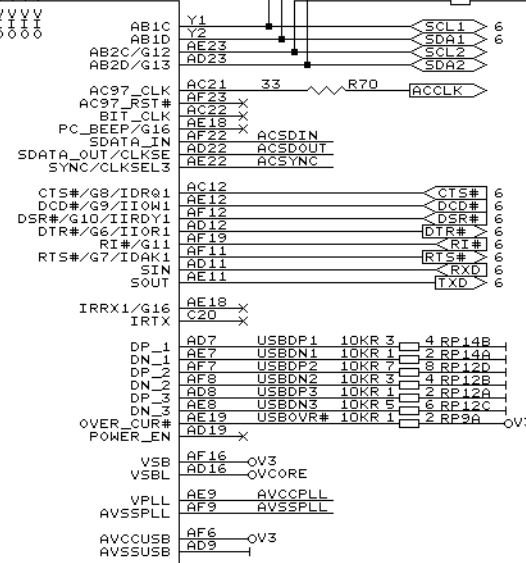 AB1C Y1 SCL1 6
AB1D Y2 SDA1 6
AB2C/G12 AE23 SCL2
AB2D/G13 AD23 SDA2
AC97_CLK AC21 33 R70 ACCLK
AC97_RST# AF23
BIT_CLK AC22
PC_BEEP/G16 AE18
SDATA_IN AF22 ACSDIN
SDATA_OUT/CLKSE AD22 ACSDOUT
SYNC/CLKSEL3 AE22 ACSYNC
CTS#/G8/IDRQ1 AC12 CTS# 6
DCD#/G9/IIOW1 AE12 DCD# 6
DSR#/G10/IIRDY1 AF12 DSR# 6
DTR#/G6/IIOR1 AD12 DTR# 6
RI#/G11 AF19 RI# 6
RTS#/G7/IDAK1 AF11 RTS# 6
SIN AD11 RXD 6
SOUT AE11 TXD 6
IRRX1/G16 AE18
IRTX C20
DP_1 AD7 USBDP1 10KR 3 4 RP14B
DN_1 AE7 USBDN1 10KR 1 2 RP14A
DP_2 AF7 USBDP2 10KR 7 8 RP12D
DN_2 AF8 USBDN2 10KR 3 4 RP12B
DP_3 AD8 USBDP3 10KR 1 2 RP12A
DN_3 AE8 USBDN3 10KR 5 6 RP12C
OVER_CUR# AE19 USBOVR# 10KR 1 2 RP9A V3
POWER_EN AD19
VSB AF16 V3
VSBL AD16 VCORE
VPLL AE9 AVCCPLL
AVSSPLL AF9 AVSSPLL
AVCCUSB AF6 V3
AVSSUSB AD9